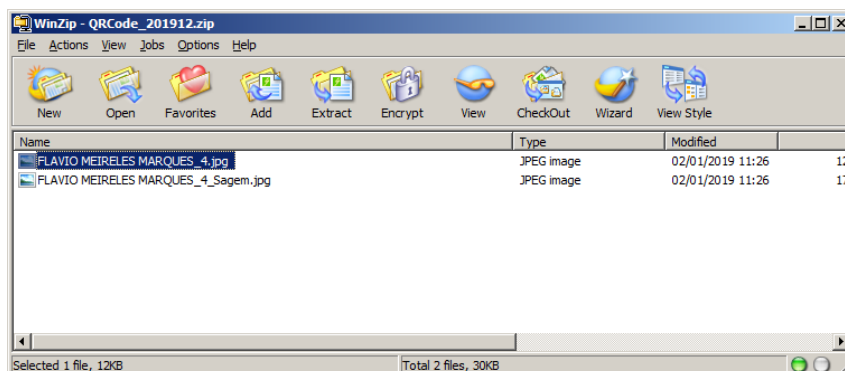 WinZip - QRCode_201912.zip
File Actions View Jobs Options Help
New Open Favorites Add Extract Encrypt View CheckOut Wizard View Style
Name Type Modified
FLAVIO MEIRELES MARQUES_4.jpg JPEG image 02/01/2019 11:26
FLAVIO MEIRELES MARQUES_4_Sagem.jpg JPEG image 02/01/2019 11:26
Selected 1 file, 12KB Total 2 files, 30KB